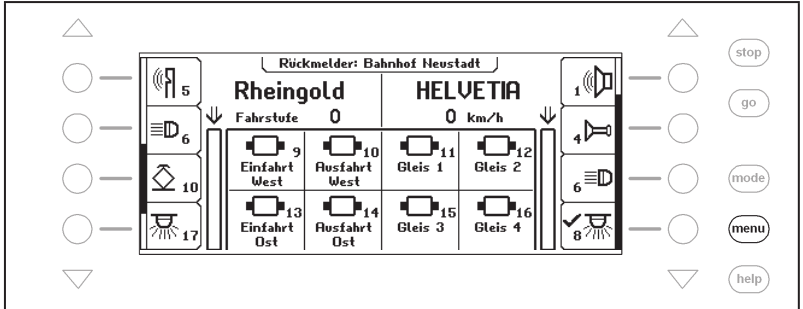 Rückmelder: Bahnhof Neustadt
Rheingold
HELVETIA
Fahrstufe 0
0 km/h
5
6
10
17
9
Einfahrt
West
10
Ausfahrt
West
11
Gleis 1
12
Gleis 2
13
Einfahrt
Ost
14
Ausfahrt
Ost
15
Gleis 3
16
Gleis 4
1
4
6
8
stop
go
mode
menu
help